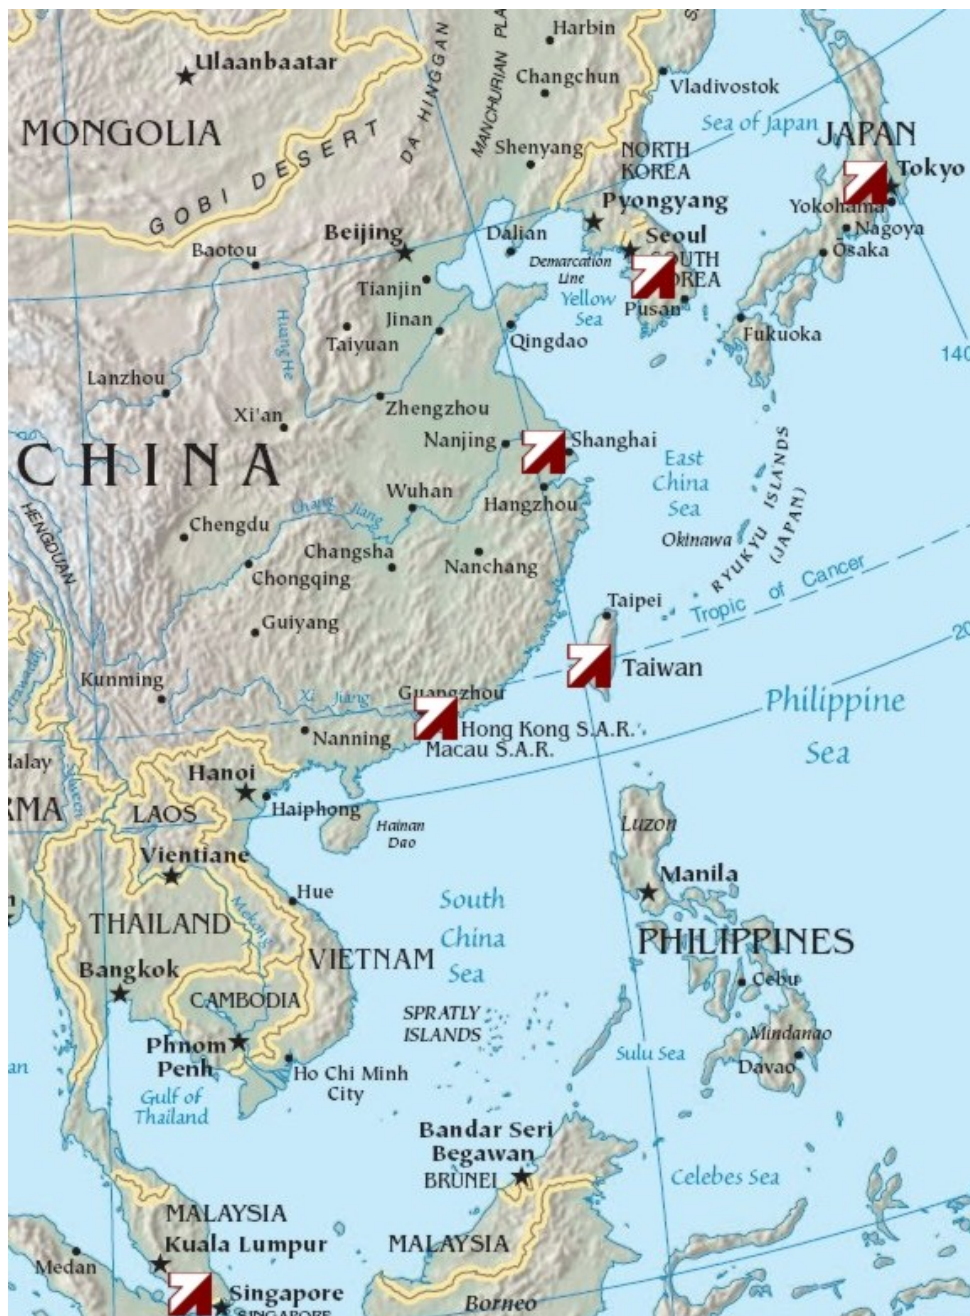 Harbin
Ulaanbaatar
Changchun
Vladivostok
MONGOLIA
DA HINGGAN
MANCHURIAN
Sea of Japan
JAPAN
GOBI DESERT
Shenyang
NORTH
KOREA
Tokyo
Pyongyang
Yokohama
Nagoya
Beijing
Dalian
Seoul
Osaka
Baotou
Demarcation
Line
SOUTH
KOREA
Tianjin
Yellow
Sea
Pusan
Jinan
Taiyuan
Qingdao
Fukuoka
Huang He
140
Lanzhou
Zhengzhou
Xi'an
Nanjing
Shanghai
CHINA
East
China
Sea
RYUKYU ISLANDS
(JAPAN)
Wuhan
Hangzhou
HENGDUAN
Chang Jiang
Chengdu
Okinawa
Changsha
Nanchang
Chongqing
Tropic of Cancer
Taipei
Guiyang
20
Taiwan
Kunming
Xi Jiang
Guangzhou
Philippine
Sea
Hong Kong S.A.R.
Nanning
Macau S.A.R.
Hanoi
LAOS
Haiphong
Hainan
Dao
Luzon
Vientiane
Manila
Hue
South
China
Sea
Mekong
THAILAND
PHILIPPINES
VIETNAM
Bangkok
Cebu
CAMBODIA
SPRATLY
ISLANDS
Mindanao
Phnom
Penh
Sulu Sea
Davao
Ho Chi Minh
City
Gulf of
Thailand
Bandar Seri
Begawan
BRUNEI
Celebes Sea
MALAYSIA
Kuala Lumpur
MALAYSIA
Medan
Singapore
SINGAPORE
Borneo